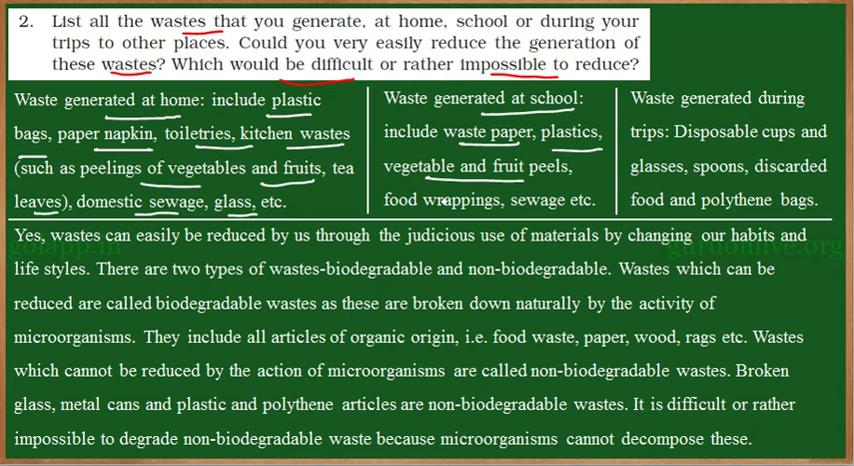 2. List all the wastes that you generate, at home, school or during your
trips to other places. Could you very easily reduce the generation of
these wastes? Which would be difficult or rather impossible to reduce?
Waste generated at home: include plastic
bags, paper napkin, toiletries, kitchen wastes
(such as peelings of vegetables and fruits, tea
leaves), domestic sewage, glass, etc.
Waste generated at school:
include waste paper, plastics,
vegetable and fruit peels,
food wrappings, sewage etc.
Waste generated during
trips: Disposable cups and
glasses, spoons, discarded
food and polythene bags.
Yes, wastes can easily be reduced by us through the judicious use of materials by changing our habits and
life styles. There are two types of wastes-biodegradable and non-biodegradable. Wastes which can be
reduced are called biodegradable wastes as these are broken down naturally by the activity of
microorganisms. They include all articles of organic origin, i.e. food waste, paper, wood, rags etc. Wastes
which cannot be reduced by the action of microorganisms are called non-biodegradable wastes. Broken
glass, metal cans and plastic and polythene articles are non-biodegradable wastes. It is difficult or rather
impossible to degrade non-biodegradable waste because microorganisms cannot decompose these.